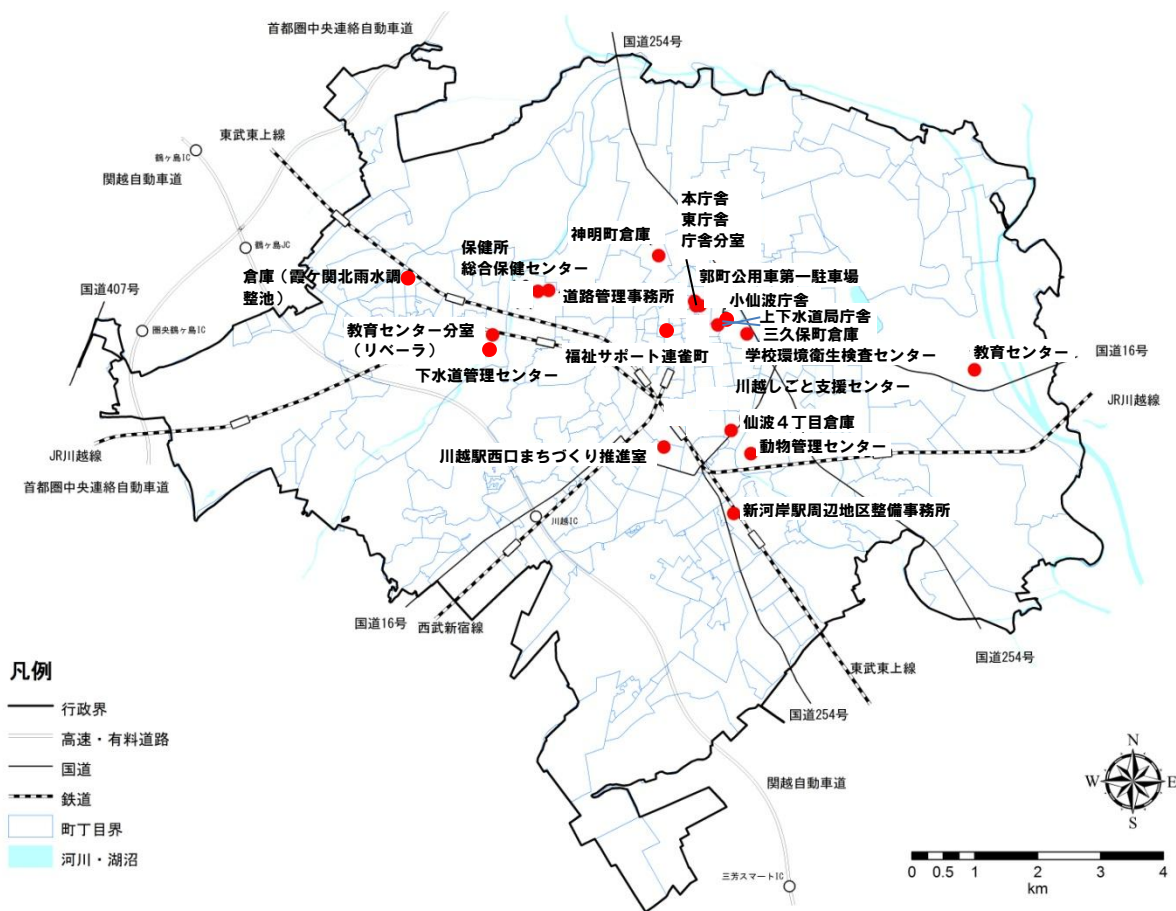 首都圏中央連絡自動車道
国道254号
東武東上線
鶴ヶ島IC
関越自動車道
本庁舎
東庁舎
庁舎分室
神明町倉庫
保健所
総合保健センター
鶴ヶ島JC
倉庫（霞ケ関北雨水調
整池）
道路管理事務所
郭町公用車第一駐車場
国道407号
小仙波庁舎
上下水道局庁舎
圏央鶴ヶ島IC
教育センター分室
（リベーラ）
三久保町倉庫
福祉サポート連雀町
学校環境衛生検査センター
教育センター
国道16号
下水道管理センター
川越しごと支援センター
JR川越線
仙波４丁目倉庫
JR川越線
川越駅西口まちづくり推進室
動物管理センター
首都圏中央連絡自動車道
新河岸駅周辺地区整備事務所
川越IC
国道16号
西武新宿線
国道254号
東武東上線
凡例
行政界
国道254号
高速・有料道路
国道
関越自動車道
鉄道
町丁目界
河川・湖沼
三芳スマートIC
N
W
E
S
0 0.5 1 2 3 4
km